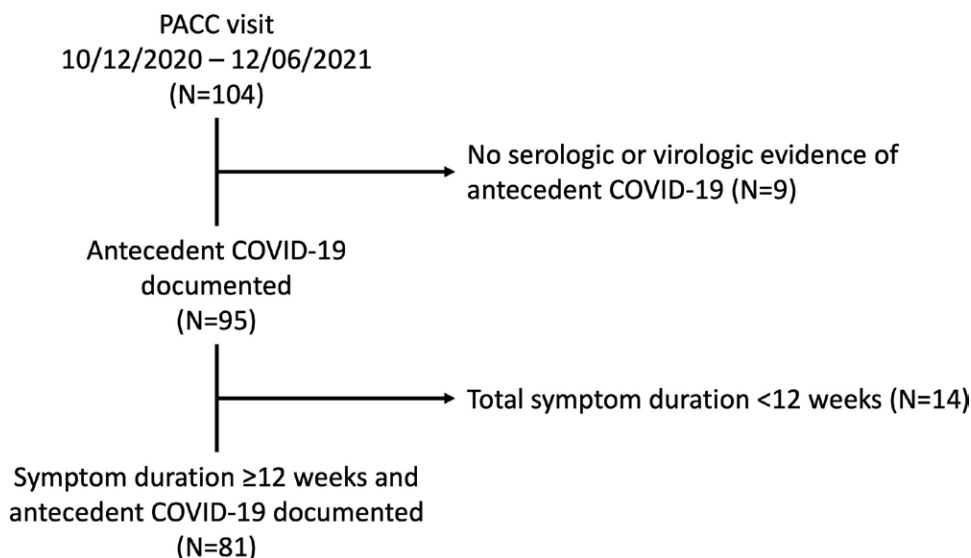 PACC visit
10/12/2020 – 12/06/2021
(N=104)
No serologic or virologic evidence of
antecedent COVID-19 (N=9)
Antecedent COVID-19
documented
(N=95)
Total symptom duration <12 weeks (N=14)
Symptom duration ≥12 weeks and
antecedent COVID-19 documented
(N=81)